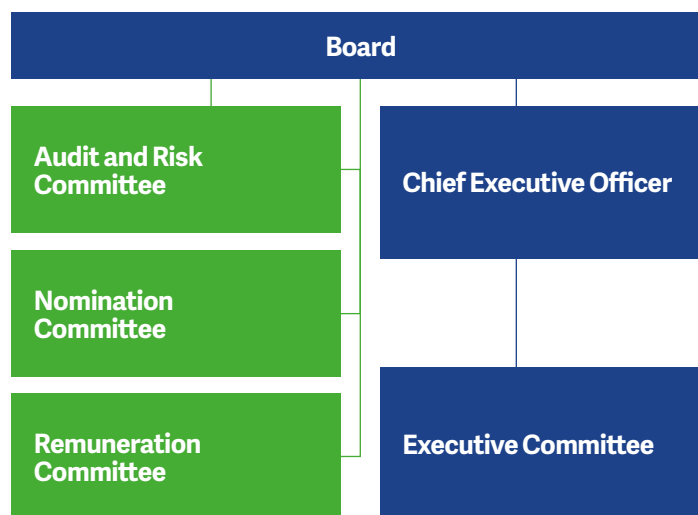 Board
Audit and Risk
Committee
Chief Executive Officer
Nomination
Committee
Remuneration
Committee
Executive Committee